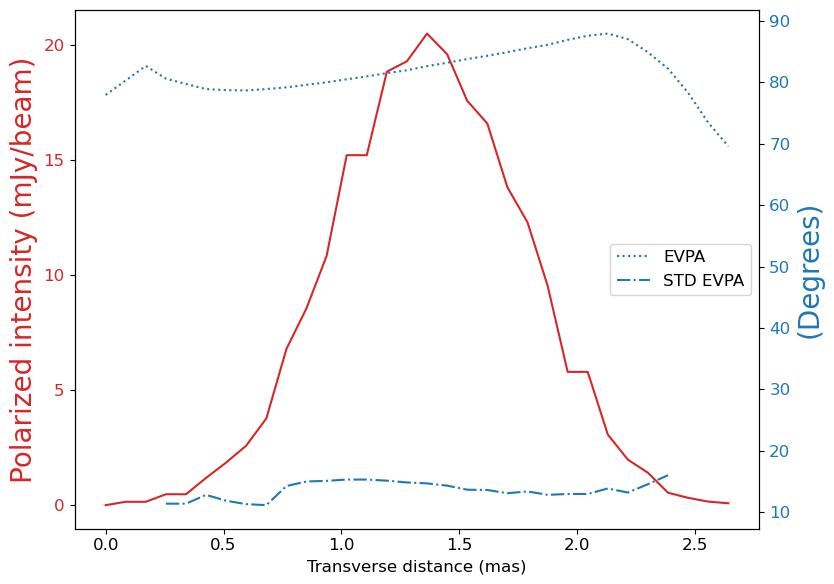 Polarized intensity (mJy/beam)
20
15
10
5
0
90
80
70
60
50
40
30
20
10
(Degrees)
EVPA
STD EVPA
0.0 0.5 1.0 1.5 2.0 2.5
Transverse distance (mas)